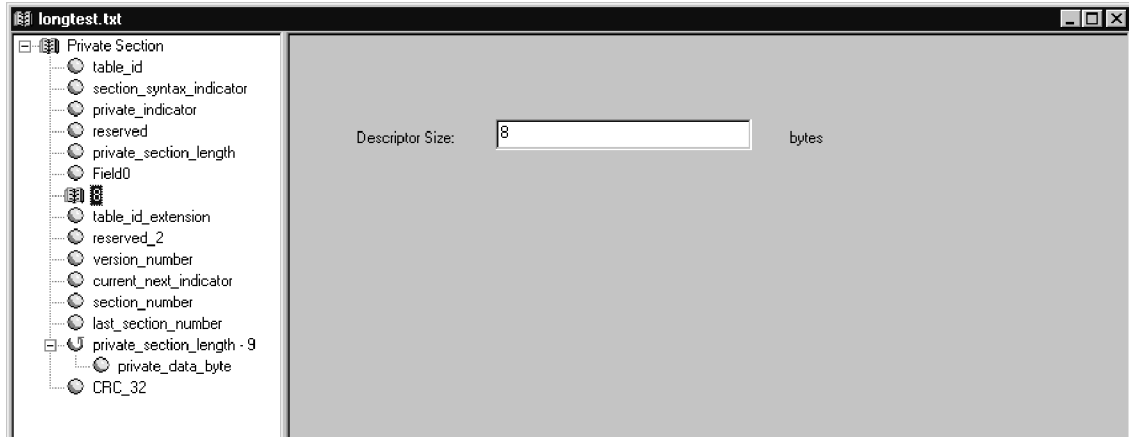 longtest.txt
Private Section
table_id
section_syntax_indicator
private_indicator
reserved
private_section_length
Field0
8
table_id_extension
reserved_2
version_number
current_next_indicator
section_number
last_section_number
private_section_length - 9
private_data_byte
CRC_32
Descriptor Size: 8 bytes